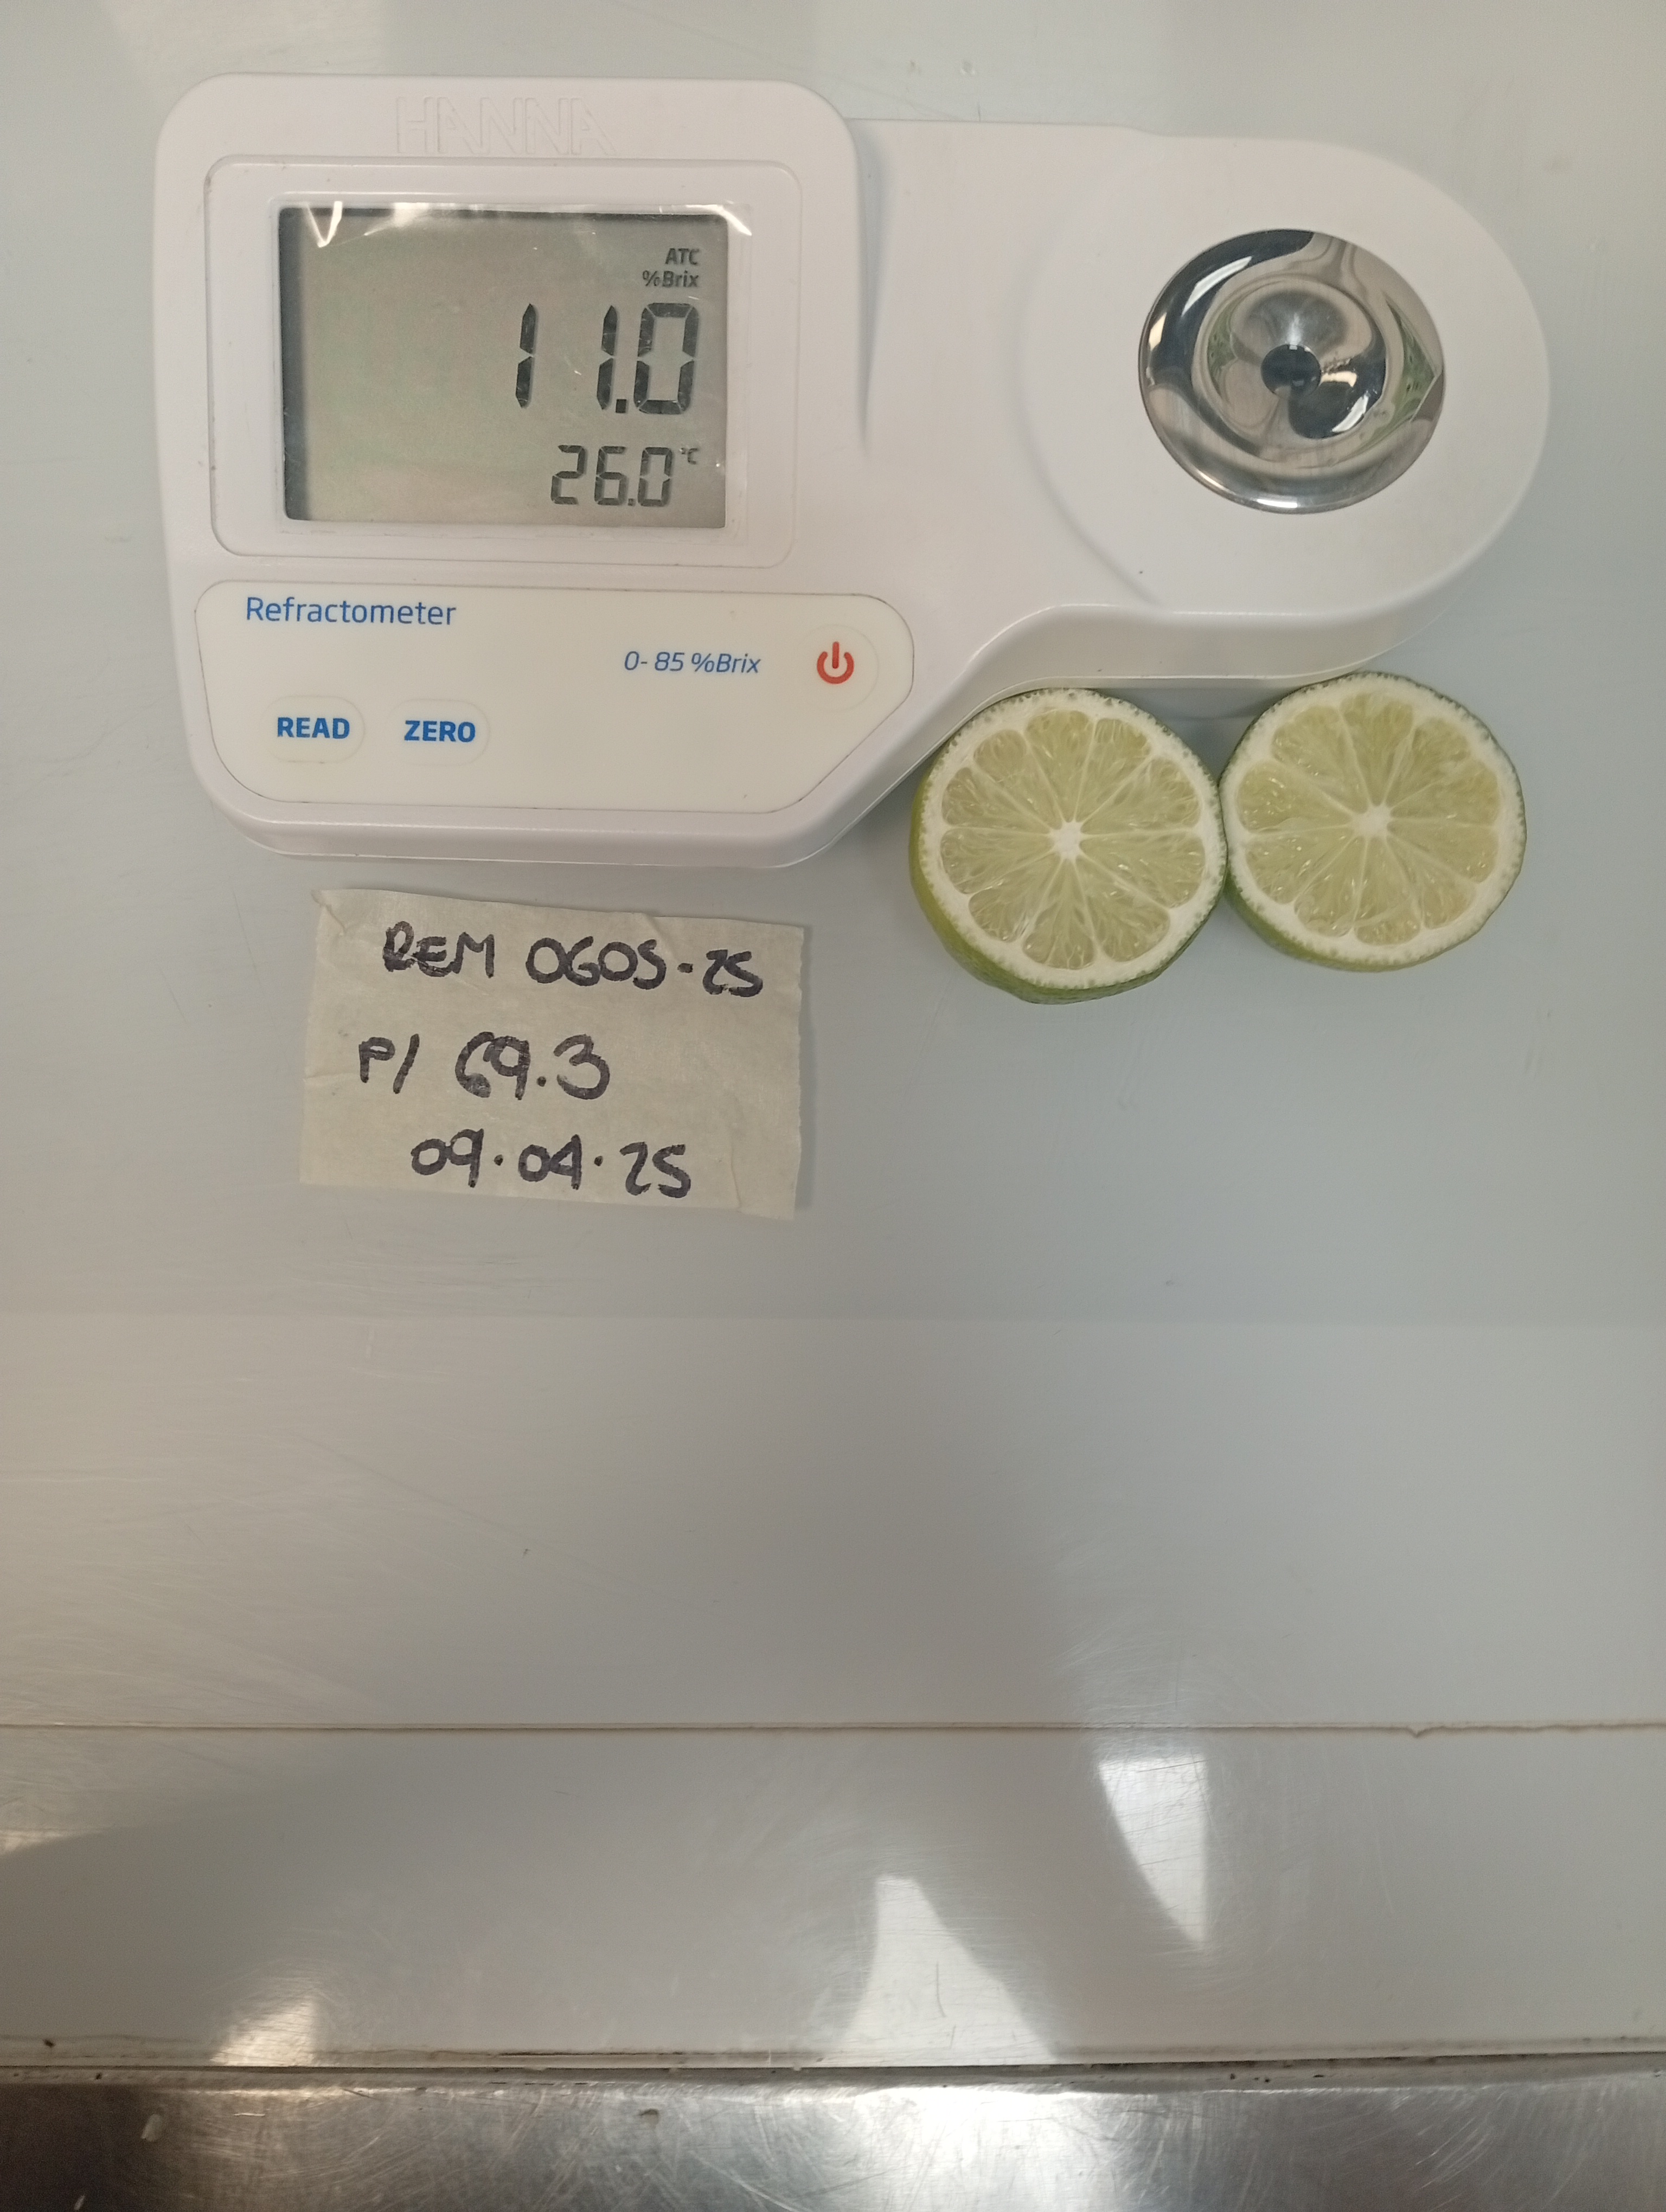 HANNA
ATC
%Brix
11.0
26.0°C
Refractometer
0-85 %Brix
READ ZERO
REM 0605-25
P/ 69.3
09.04.25